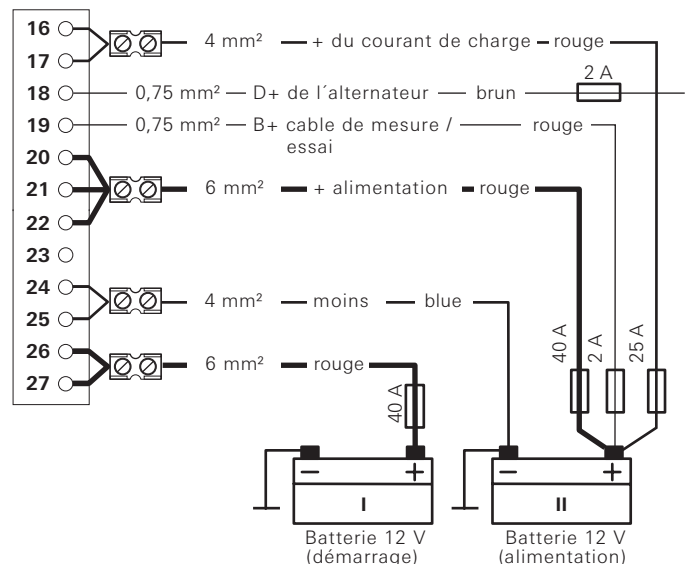 16
17
4 mm² + du courant de charge rouge
2 A
18 0,75 mm² D+ de l´alternateur brun
19 0,75 mm² B+ cable de mesure / rouge
essai
20
21 6 mm² + alimentation rouge
22
23
24
25
4 mm² moins blue
26
27
6 mm² rouge
40 A
2 A
25 A
40 A
− +
− +
I
II
Batterie 12 V
(démarrage)
Batterie 12 V
(alimentation)